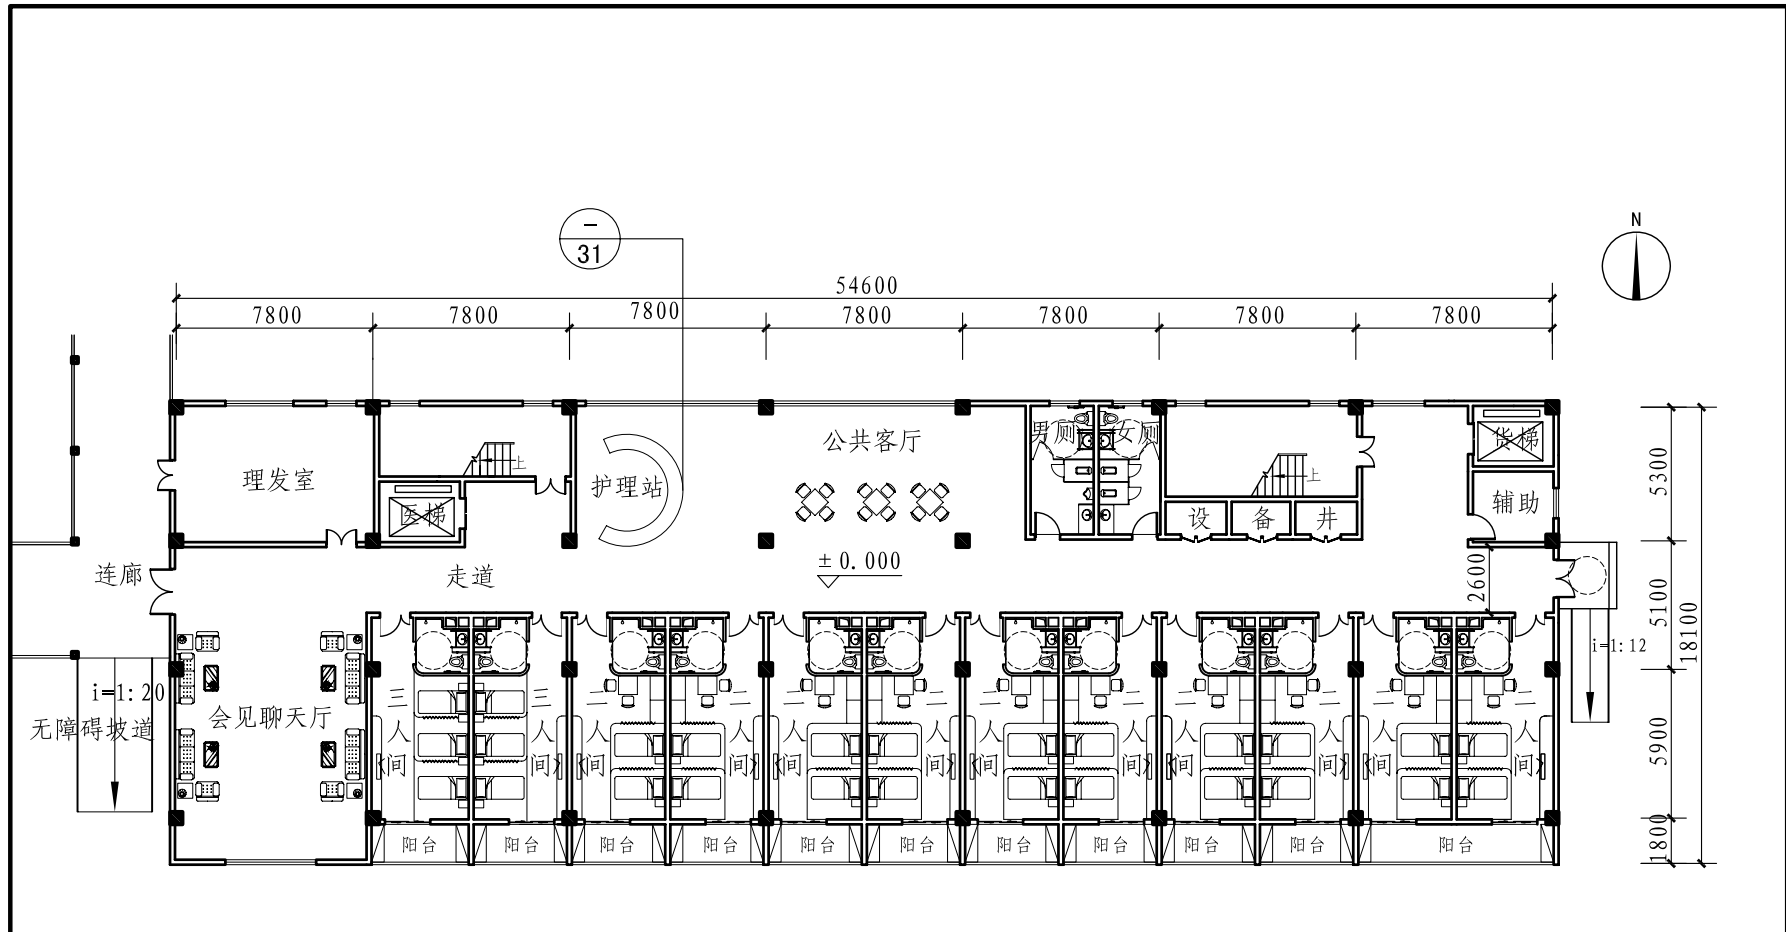 —
31
N
54600
7800 7800 7800 7800 7800 7800 7800
男厕 女厕
公共客厅
货梯
上
上
理发室
护理站
医梯
辅助
设 备 井
5300
±0.000
连廊
走道
2600
5100
18100
i=1:12
i=1:20
无障碍坡道
会见聊天厅
三人间 三人间 二人间 二人间 二人间 二人间 二人间 二人间 二人间 二人间 二人间 二人间
5900
阳台 阳台 阳台 阳台 阳台 阳台 阳台 阳台 阳台 阳台 阳台
1800